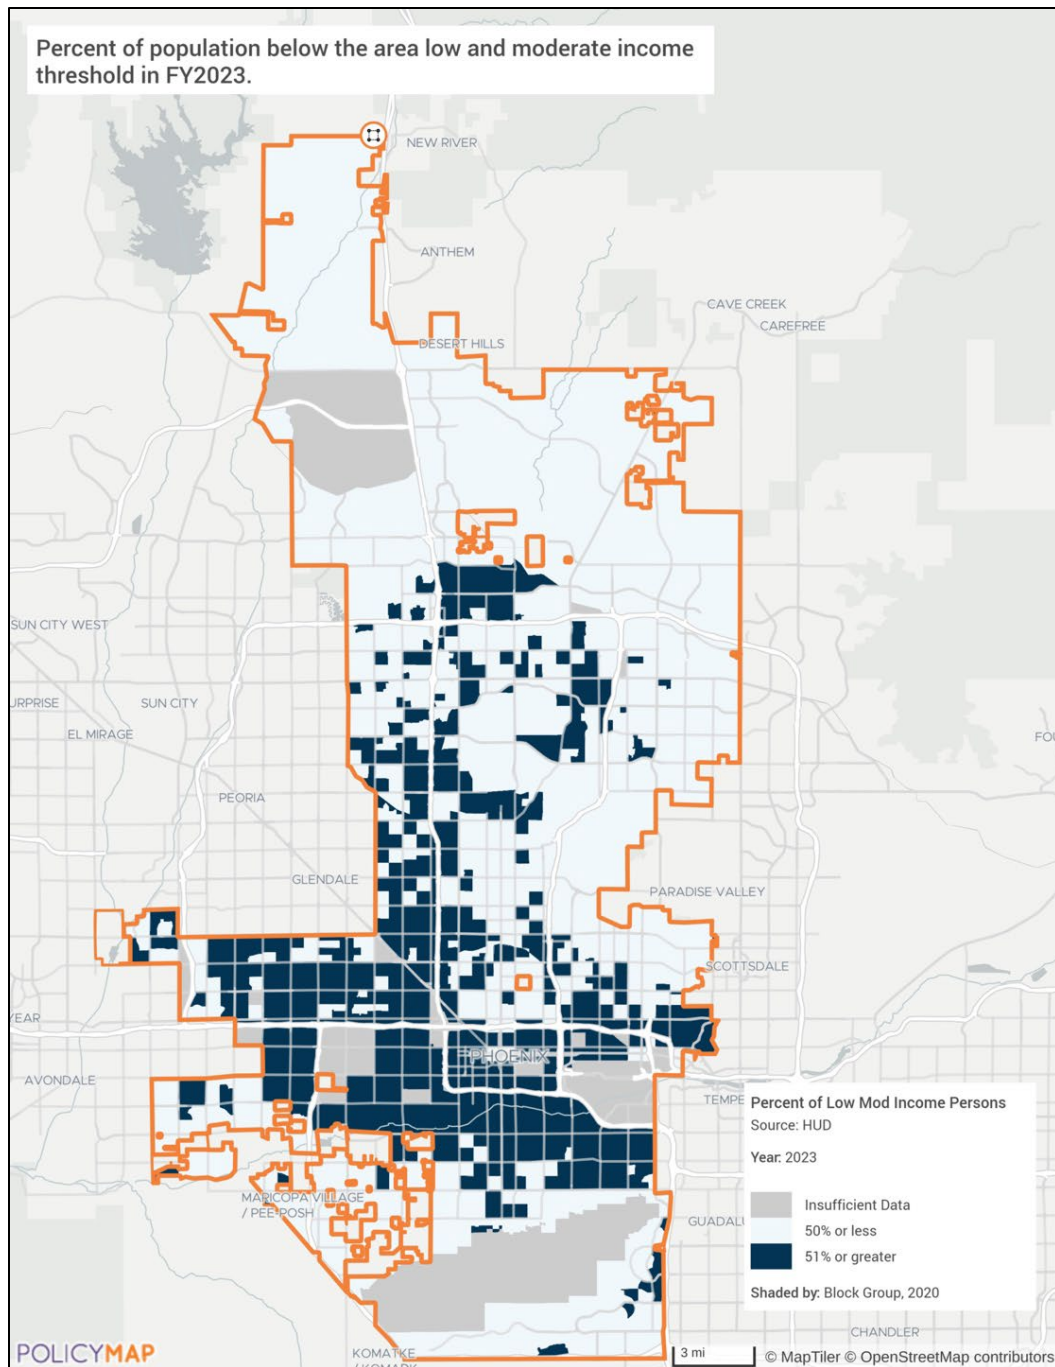 Percent of population below the area low and moderate income
threshold in FY2023.
NEW RIVER
ANTHEM
CAVE CREEK
CAREFREE
DESERT HILLS
SUN CITY WEST
URPRISE
SUN CITY
EL MIRAGE
FOU
PEORIA
GLENDALE
PARADISE VALLEY
SCOTTSDALE
YEAR
PHOENIX
AVONDALE
TEMPE
MARICOPA VILLAGE
/ PEE-POSH
GUADALU
Percent of Low Mod Income Persons
Source: HUD
Year: 2023
Insufficient Data
50% or less
51% or greater
Shaded by: Block Group, 2020
CHANDLER
KOMATKE
POLICYMAP
3 mi
© MapTiler © OpenStreetMap contributors